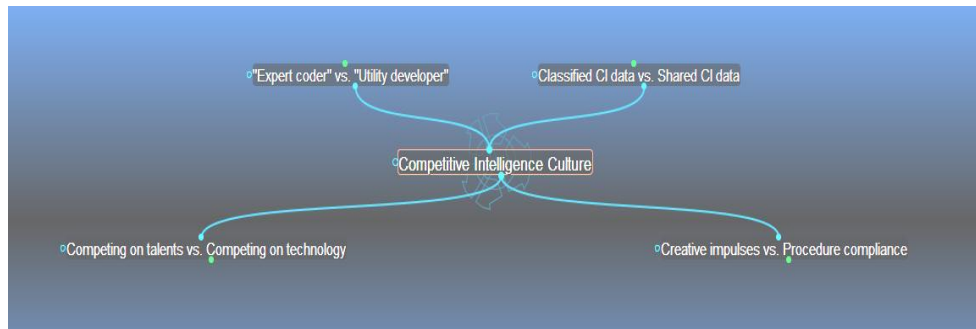 "Expert coder" vs. "Utility developer"
Classified CI data vs. Shared CI data
Competitive Intelligence Culture
Competing on talents vs. Competing on technology
Creative impulses vs. Procedure compliance